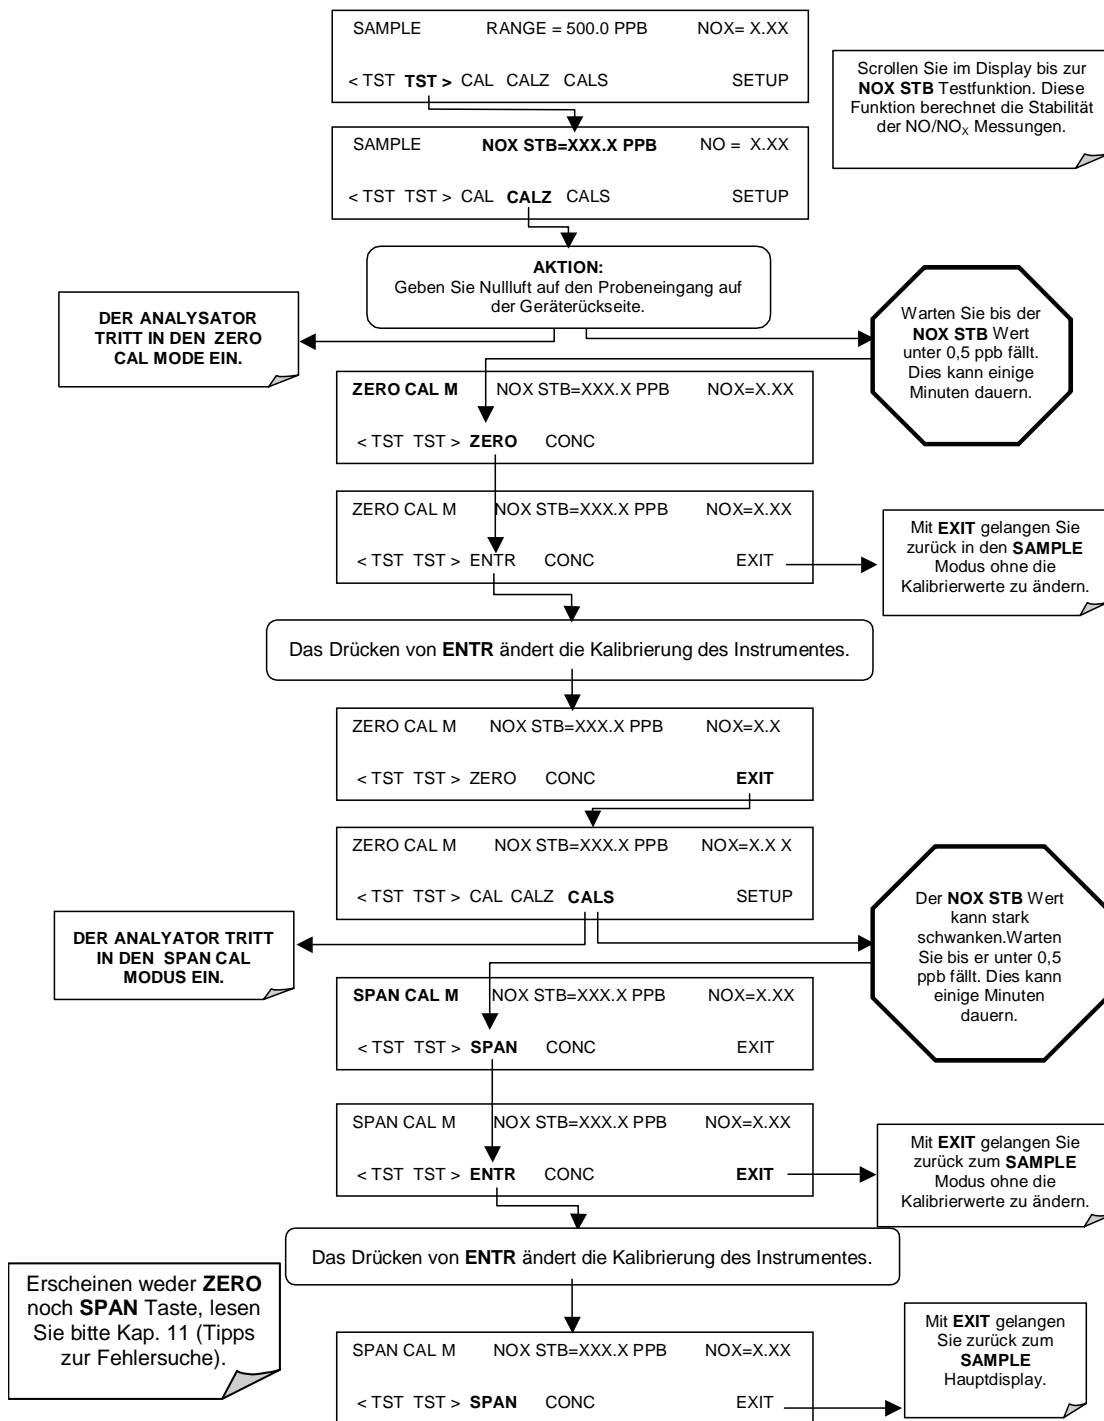 SAMPLE RANGE = 500.0 PPB NOX= X.XX
< TST TST > CAL CALZ CALS SETUP
Scrollen Sie im Display bis zur
NOX STB Testfunktion. Diese
Funktion berechnet die Stabilität
der NO/NOX Messungen.
SAMPLE NOX STB=XXX.X PPB NO = X.XX
< TST TST > CAL CALZ CALS SETUP
AKTION:
Geben Sie Nullluft auf den Probeneingang auf
der Geräterückseite.
DER ANALYSATOR
TRITT IN DEN ZERO
CAL MODE EIN.
Warten Sie bis der
NOX STB Wert
unter 0,5 ppb fällt.
Dies kann einige
Minuten dauern.
ZERO CAL M NOX STB=XXX.X PPB NOX=X.XX
< TST TST > ZERO CONC
ZERO CAL M NOX STB=XXX.X PPB NOX=X.XX
< TST TST > ENTR CONC EXIT
Mit EXIT gelangen Sie
zurück in den SAMPLE
Modus ohne die
Kalibrierwerte zu ändern.
Das Drücken von ENTR ändert die Kalibrierung des Instrumentes.
ZERO CAL M NOX STB=XXX.X PPB NOX=X.X
< TST TST > ZERO CONC EXIT
ZERO CAL M NOX STB=XXX.X PPB NOX=X.X X
< TST TST > CAL CALZ CALS SETUP
DER ANALYATOR TRITT
IN DEN SPAN CAL
MODUS EIN.
Der NOX STB Wert
kann stark
schwanken.Warten
Sie bis er unter 0,5
ppb fällt. Dies kann
einige Minuten
dauern.
SPAN CAL M NOX STB=XXX.X PPB NOX=X.XX
< TST TST > SPAN CONC EXIT
SPAN CAL M NOX STB=XXX.X PPB NOX=X.XX
< TST TST > ENTR CONC EXIT
Mit EXIT gelangen Sie
zurück zum SAMPLE
Modus ohne die
Kalibrierwerte zu ändern.
Das Drücken von ENTR ändert die Kalibrierung des Instrumentes.
Erscheinen weder ZERO
noch SPAN Taste, lesen
Sie bitte Kap. 11 (Tipps
zur Fehlersuche).
SPAN CAL M NOX STB=XXX.X PPB NOX=X.XX
< TST TST > SPAN CONC EXIT
Mit EXIT gelangen
Sie zurück zum
SAMPLE
Hauptdisplay.